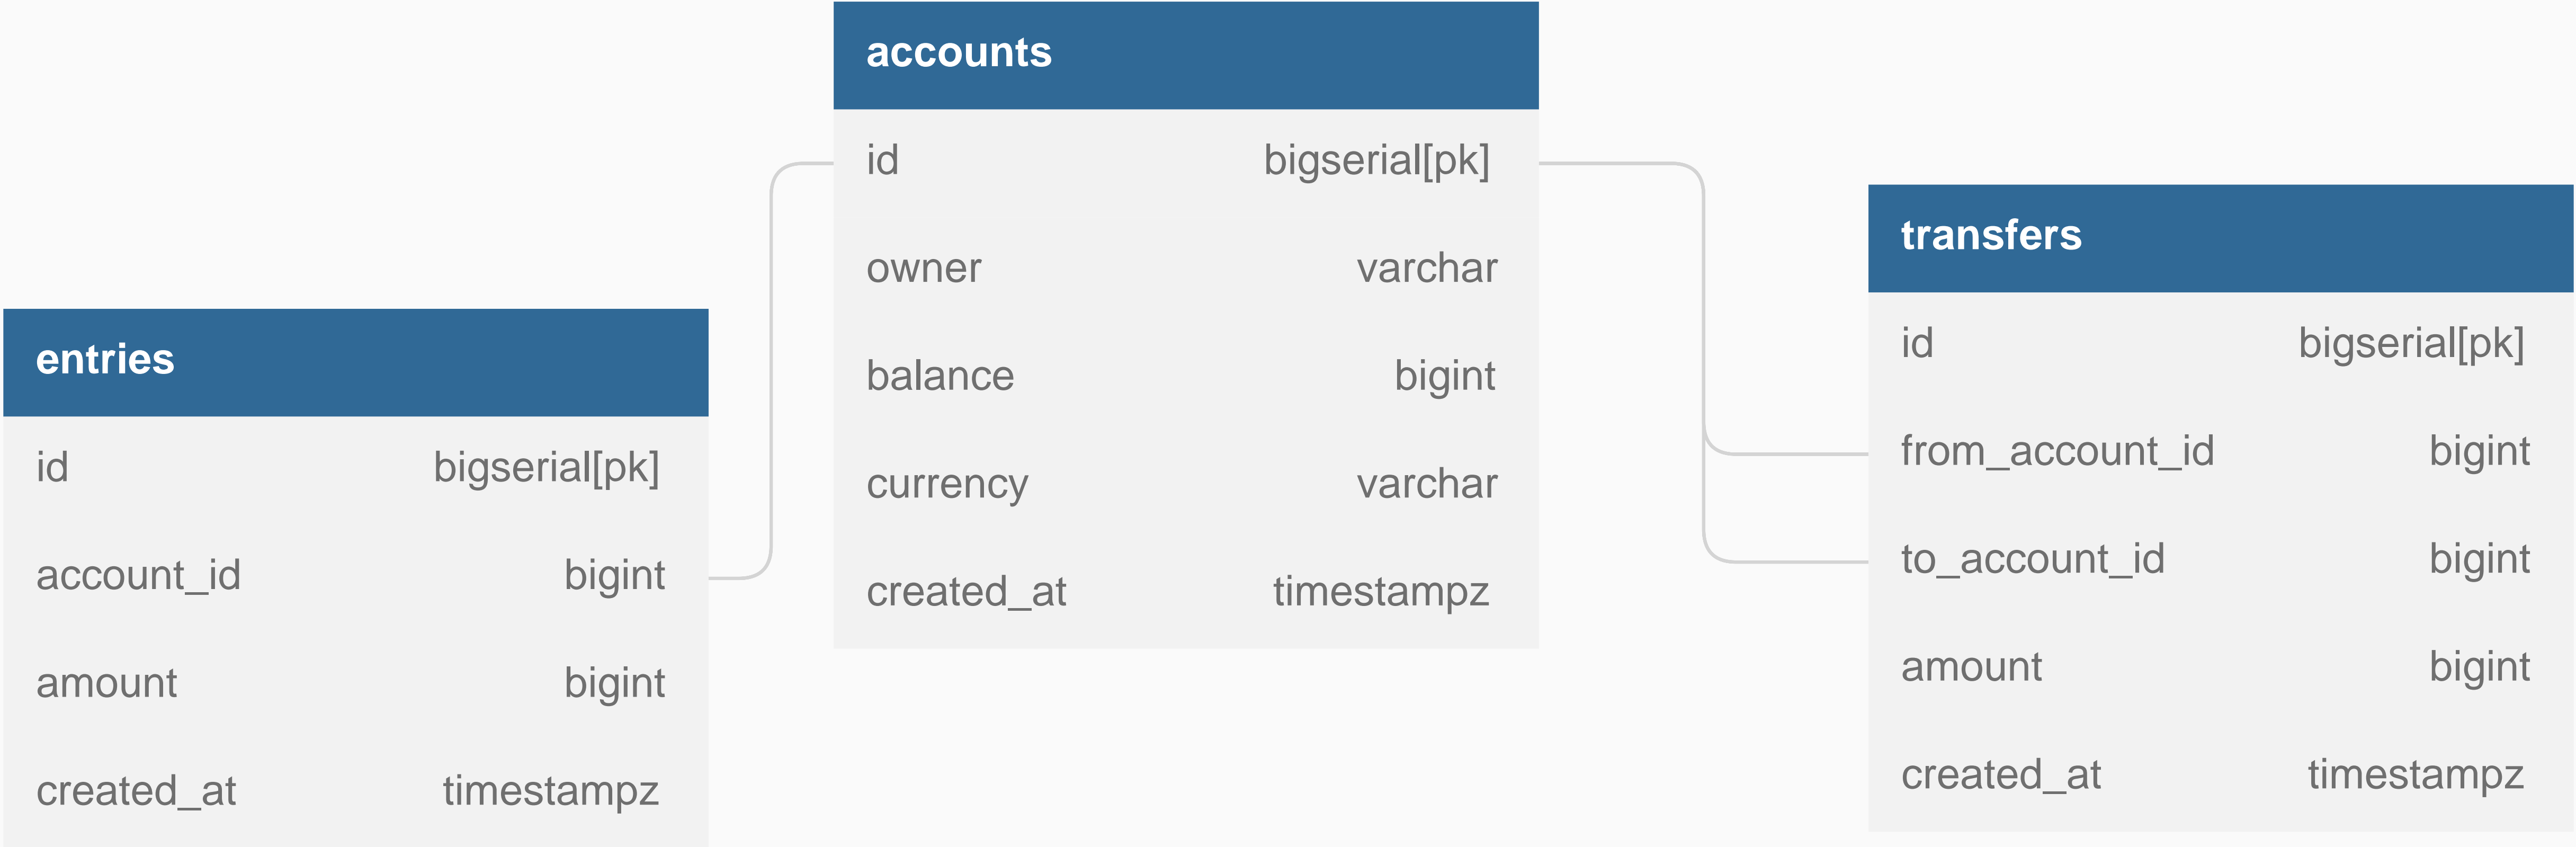 accounts
id bigserial[pk]
owner varchar
balance bigint
currency varchar
created_at timestampz
entries
id bigserial[pk]
account_id bigint
amount bigint
created_at timestampz
transfers
id bigserial[pk]
from_account_id bigint
to_account_id bigint
amount bigint
created_at timestampz